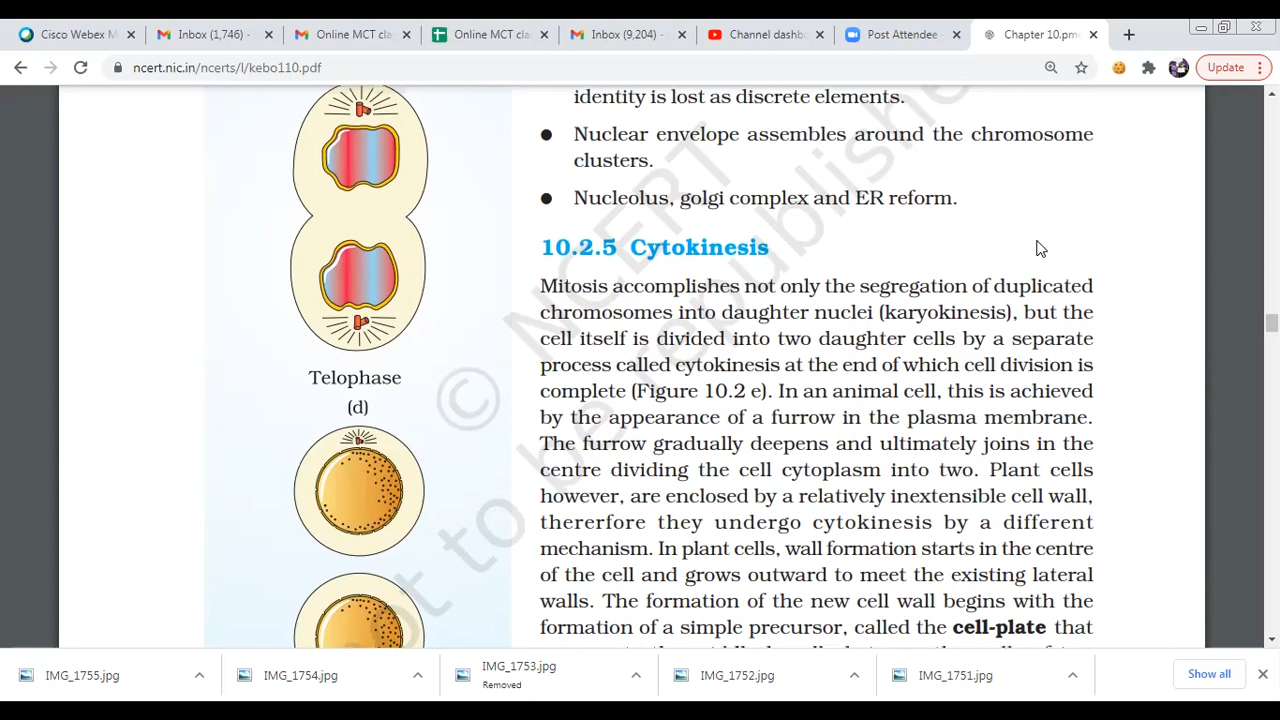 Cisco Webex M
Inbox (1,746) -
Online MCT cla
Online MCT clas
Inbox (9,204) -
Channel dashbo
Post Attendee -
Chapter 10.pmd
ncert.nic.in/ncerts/l/kebo110.pdf
Update
identity is lost as discrete elements.
● Nuclear envelope assembles around the chromosome
clusters.
● Nucleolus, golgi complex and ER reform.
10.2.5 Cytokinesis
Mitosis accomplishes not only the segregation of duplicated
chromosomes into daughter nuclei (karyokinesis), but the
cell itself is divided into two daughter cells by a separate
process called cytokinesis at the end of which cell division is
complete (Figure 10.2 e). In an animal cell, this is achieved
by the appearance of a furrow in the plasma membrane.
The furrow gradually deepens and ultimately joins in the
centre dividing the cell cytoplasm into two. Plant cells
however, are enclosed by a relatively inextensible cell wall,
thererfore they undergo cytokinesis by a different
mechanism. In plant cells, wall formation starts in the centre
of the cell and grows outward to meet the existing lateral
walls. The formation of the new cell wall begins with the
formation of a simple precursor, called the cell-plate that
Telophase
(d)
© NCERT
not to be republished
IMG_1755.jpg
IMG_1754.jpg
IMG_1753.jpg
Removed
IMG_1752.jpg
IMG_1751.jpg
Show all